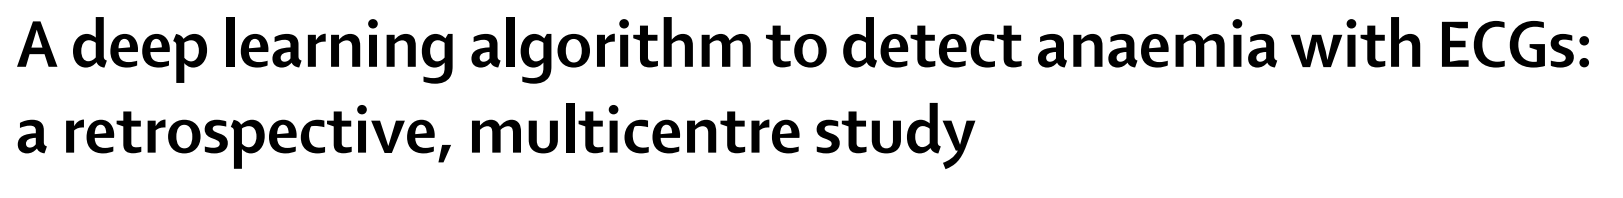 A deep learning algorithm to detect anaemia with ECGs:
a retrospective, multicentre study